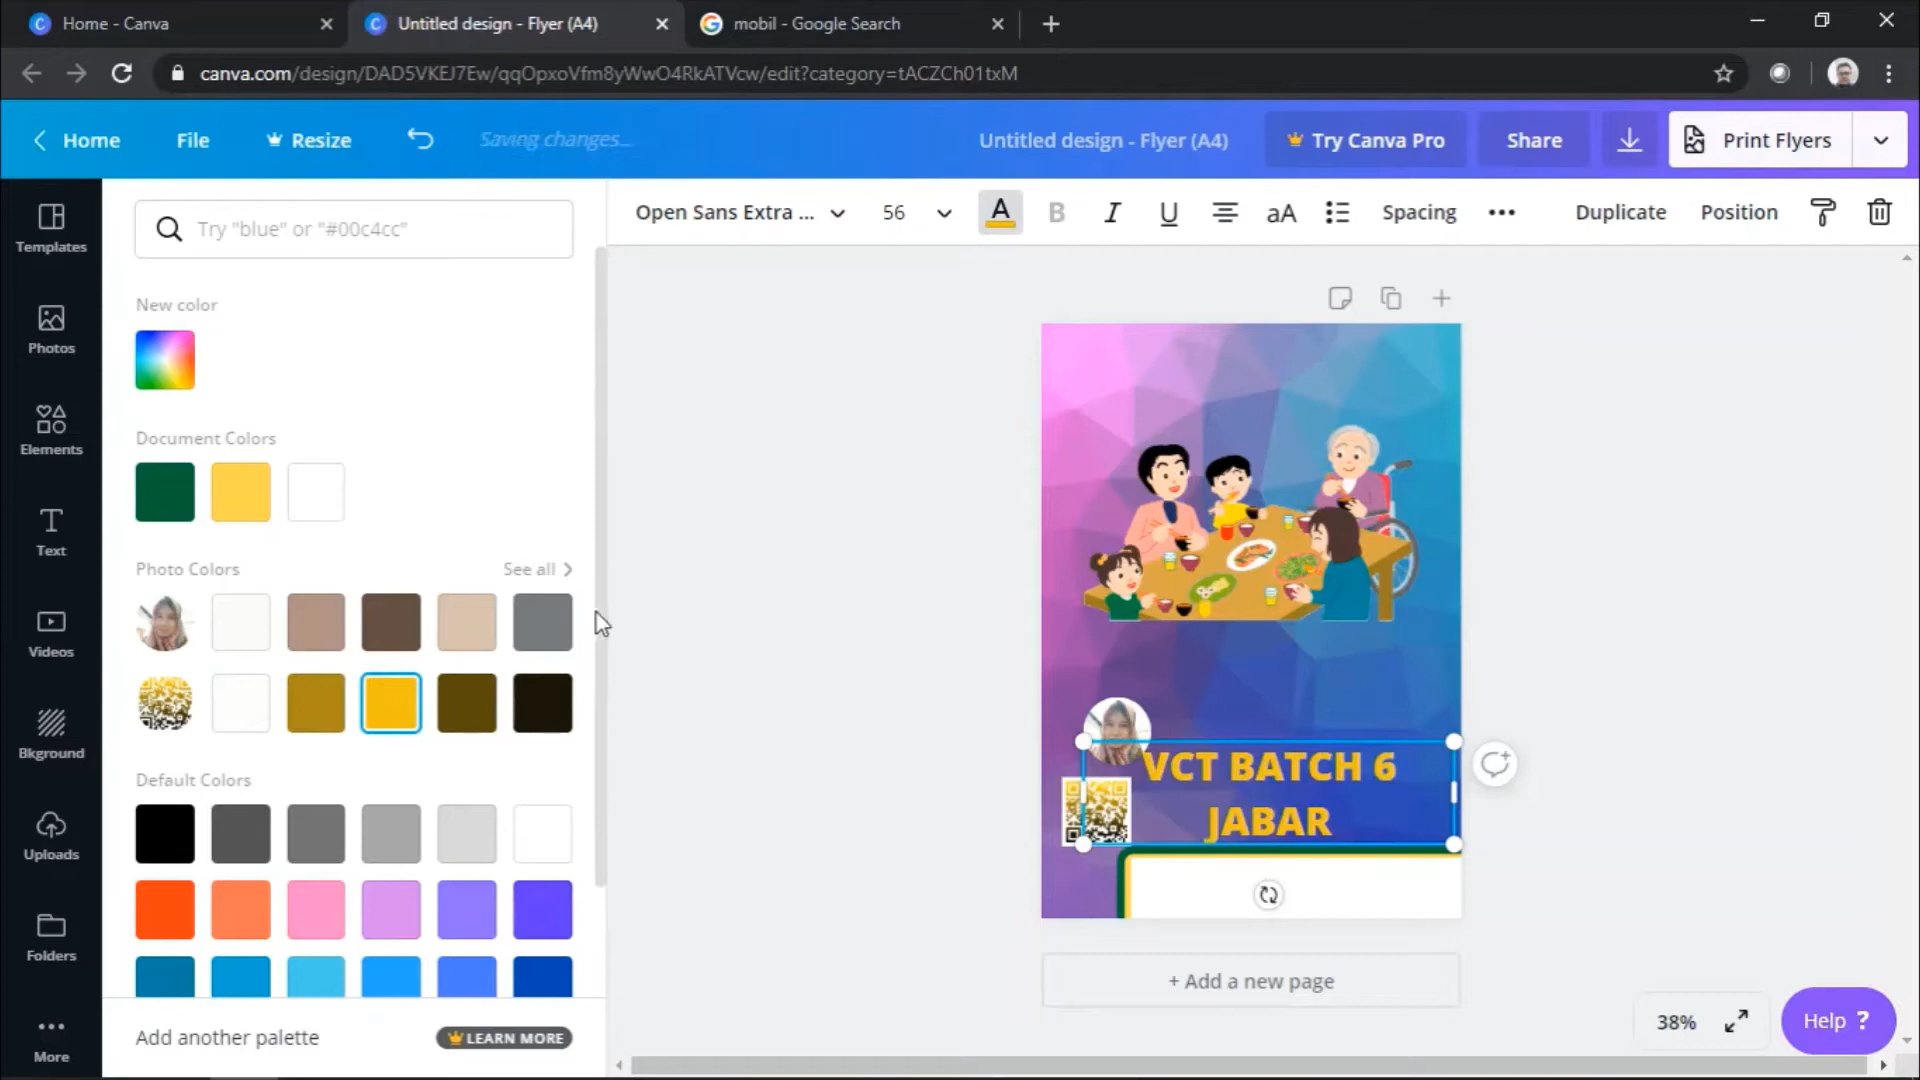 Home - Canva
Untitled design - Flyer (A4)
mobil - Google Search
canva.com/design/DAD5VKEJ7Ew/qqOpxoVfm8yWwO4RkATVcw/edit?category=tACZCh01txM
Home
File
Resize
Saving changes...
Untitled design - Flyer (A4)
Try Canva Pro
Share
Print Flyers
Templates
Photos
Elements
Text
Videos
Bkground
Uploads
Folders
More
Try "blue" or "#00c4cc"
New color
Document Colors
Photo Colors
See all
Default Colors
Add another palette
LEARN MORE
Open Sans Extra ...
56
A
B
I
U
aA
Spacing
Duplicate
Position
VCT BATCH 6
JABAR
+ Add a new page
38%
Help ?